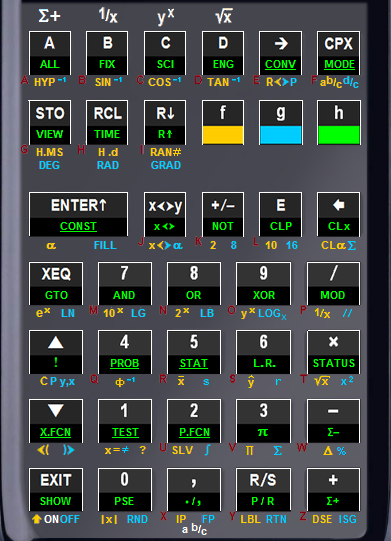 Σ+ 1/x yˣ √x
A B C D → CPX
ALL FIX SCI ENG CONV MODE
A HYP⁻¹ B SIN⁻¹ C COS⁻¹ D TAN⁻¹ E R<>P F ab/c d/c
STO RCL R↓ f g h
VIEW TIME R↑
G H.MS H H.d I RAN#
DEG RAD GRAD
ENTER↑ x<>y +/− E ←
CONST x<> NOT CLP CLx
α FILL J x<>α K 2 8 L 10 16 CLα Σ
XEQ 7 8 9 /
GTO AND OR XOR MOD
eˣ LN M 10ˣ LG N 2ˣ LB O yˣ LOGₓ P 1/x //
▲ 4 5 6 ×
! PROB STAT L.R. STATUS
C P y,x Q Φ⁻¹ R x̄ s S ŷ r T √x x²
▼ 1 2 3 −
X.FCN TEST P.FCN π Σ−
x=≠ ? U SLV ∫ V Π Σ W Δ %
EXIT 0 , R/S +
SHOW PSE ./, P/R Σ+
ON OFF |x| RND X IP FP Y LBL RTN Z DSE ISG
a b/c